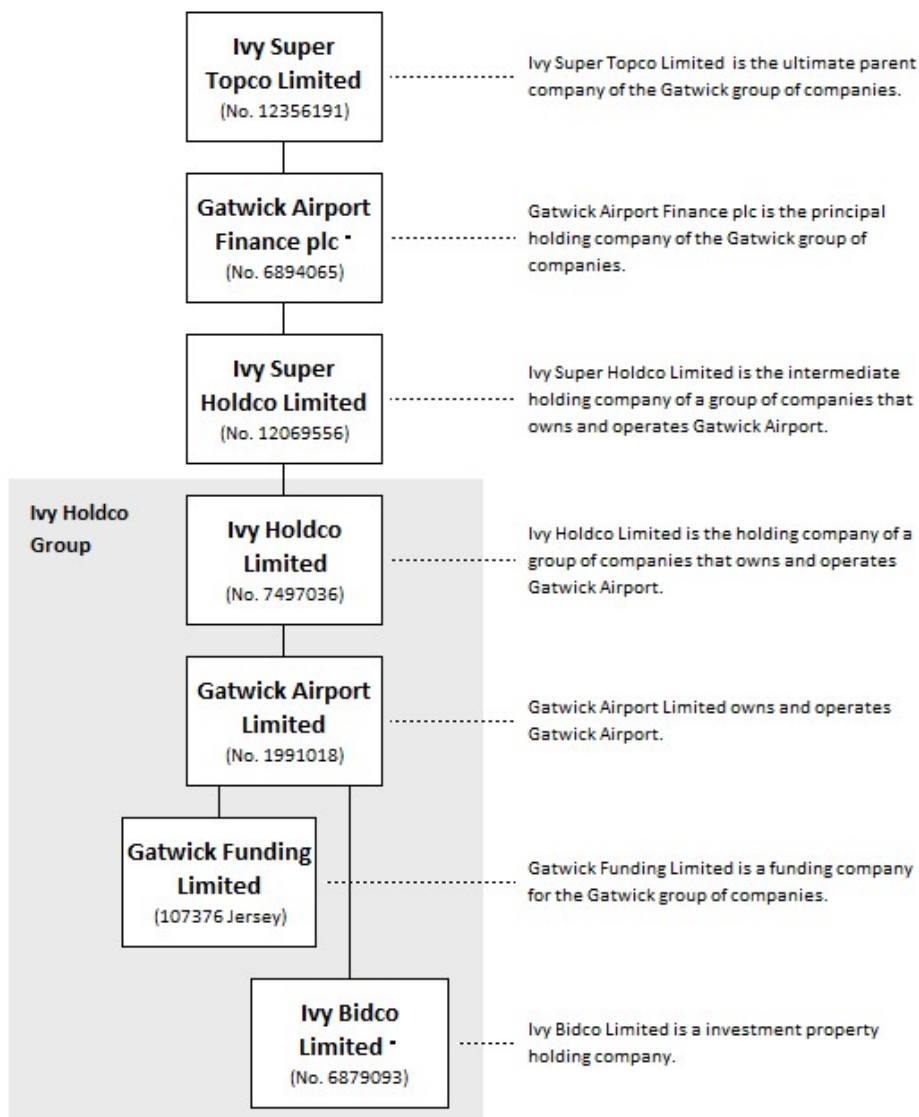 Ivy Super
Topco Limited
(No. 12356191)
Ivy Super Topco Limited is the ultimate parent
company of the Gatwick group of companies.
Gatwick Airport
Finance plc -
(No. 6894065)
Gatwick Airport Finance plc is the principal
holding company of the Gatwick group of
companies.
Ivy Super
Holdco Limited
(No. 12069556)
Ivy Super Holdco Limited is the intermediate
holding company of a group of companies that
owns and operates Gatwick Airport.
Ivy Holdco
Group
Ivy Holdco
Limited
(No. 7497036)
Ivy Holdco Limited is the holding company of a
group of companies that owns and operates
Gatwick Airport.
Gatwick Airport
Limited
(No. 1991018)
Gatwick Airport Limited owns and operates
Gatwick Airport.
Gatwick Funding
Limited
(107376 Jersey)
Gatwick Funding Limited is a funding company
for the Gatwick group of companies.
Ivy Bidco
Limited -
(No. 6879093)
Ivy Bidco Limited is a investment property
holding company.